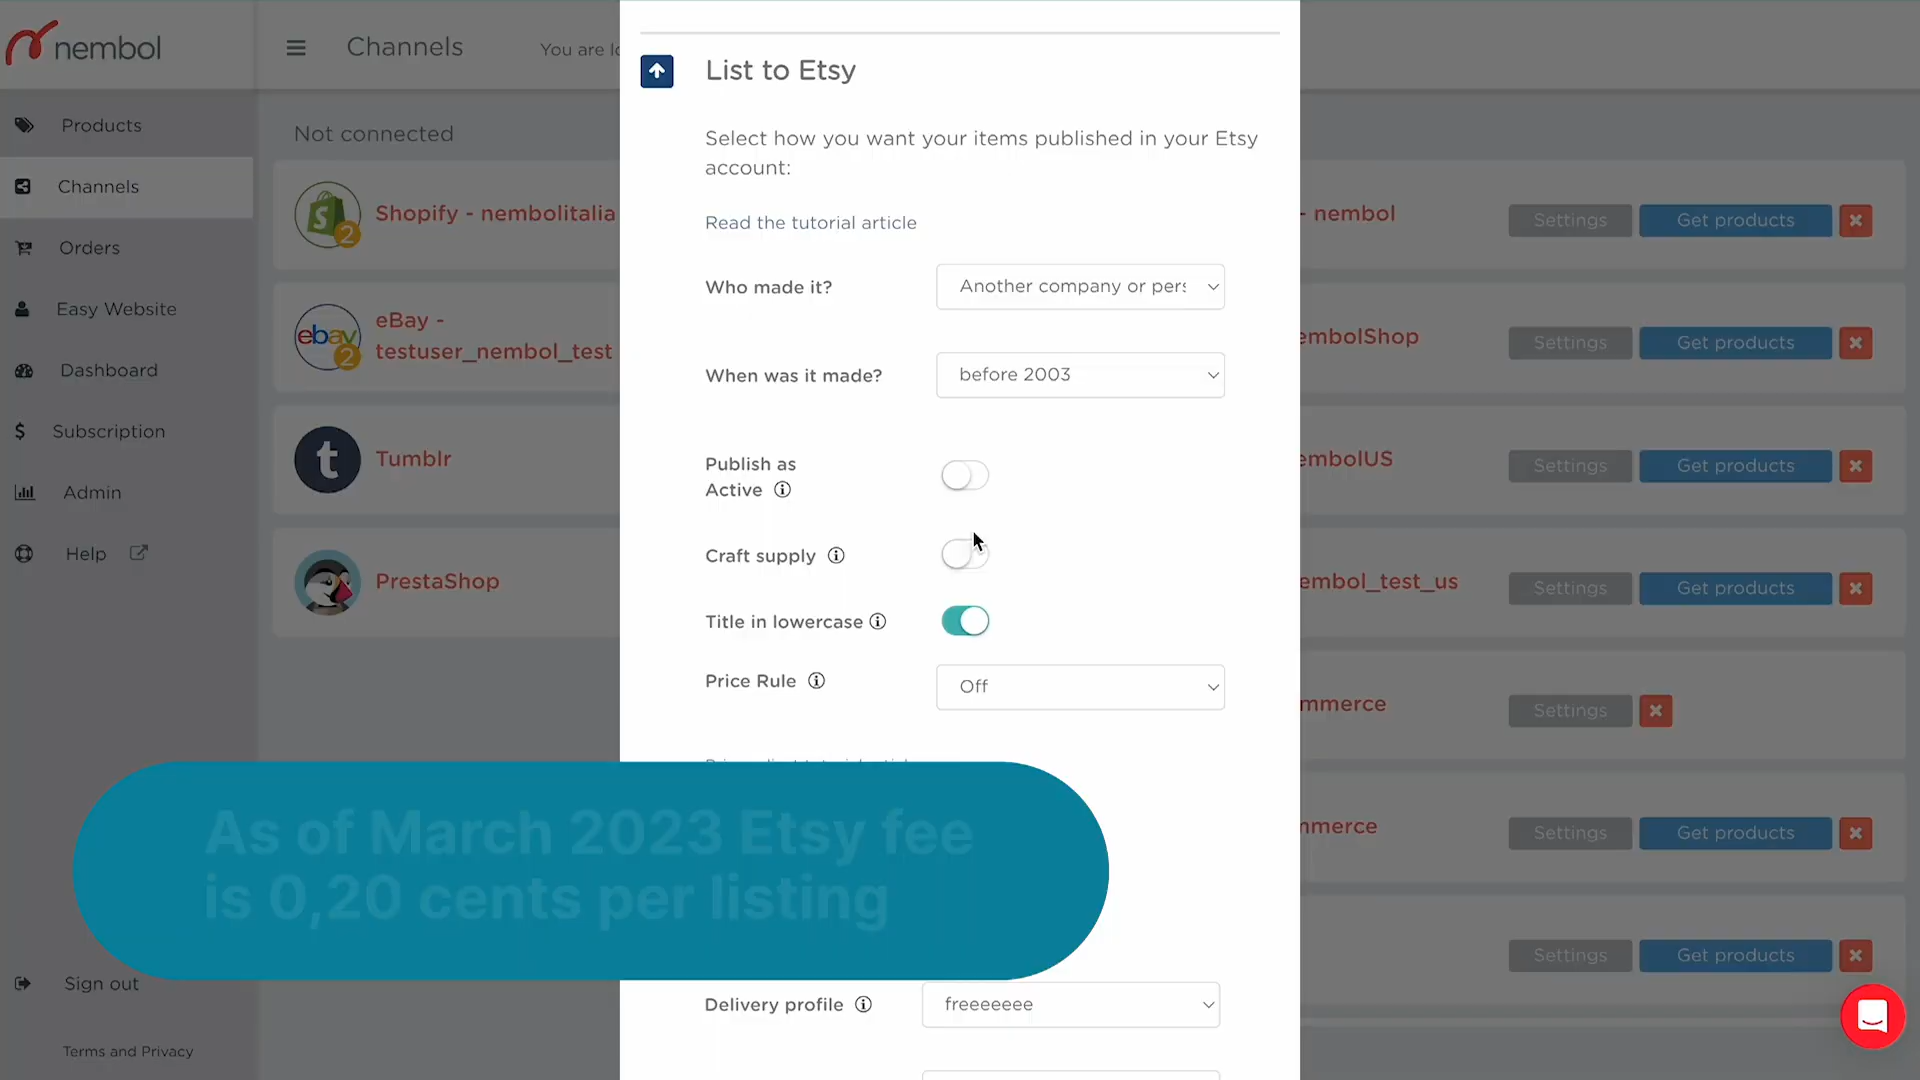 nembol
Channels
You are lo
Products
Channels
Orders
Easy Website
Dashboard
Subscription
Admin
Help
Sign out
Terms and Privacy
Not connected
Shopify - nembolitalia
2
ebay
2
eBay -
testuser_nembol_test
t
Tumblr
PrestaShop
List to Etsy
Select how you want your items published in your Etsy
account:
Read the tutorial article
Who made it?
Another company or pers
When was it made?
before 2003
Publish as
Active
Craft supply
Title in lowercase
Price Rule
Off
As of March 2023 Etsy fee
is 0,20 cents per listing
Delivery profile
freeeeeee
- nembol
Settings
Get products
embolShop
Settings
Get products
embolUS
Settings
Get products
embol_test_us
Settings
Get products
mmerce
Settings
mmerce
Settings
Get products
Settings
Get products